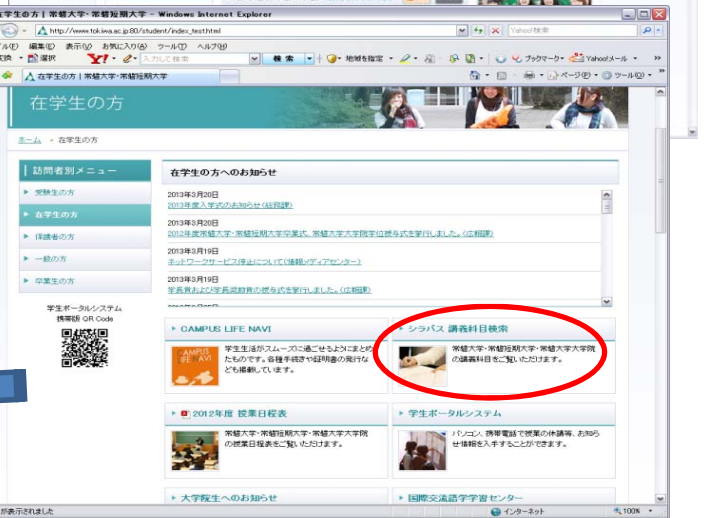 在学生の方 | 常磐大学・常磐短期大学 - Windows Internet Explorer
http://www.tokiwa.ac.jp:80/student/index_test.html
Yahoo!検索
編集(E) 表示(V) お気に入り(A) ツール(T) ヘルプ(H)
選択 Y! 入力して検索 検索 地域を指定 ブックマーク Yahoo!メール
在学生の方 | 常磐大学・常磐短期大学 ページ(P) ツール(O)
在学生の方
ホーム > 在学生の方
訪問者別メニュー
受験生の方
在学生の方
保護者の方
一般の方
卒業生の方
学生ポータルシステム
携帯版 QR Code
在学生の方へのお知らせ
2013年3月20日
2013年度入学式のお知らせ(総務課)
2013年3月20日
2012年度常磐大学・常磐短期大学卒業式、常磐大学大学院学位授与式を挙行しました。(広報課)
2013年3月19日
ネットワークサービス停止について(情報メディアセンター)
2013年3月19日
学長賞および学長奨励賞の授与式を挙行しました。(広報課)
CAMPUS LIFE NAVI
CAMPUS LIFE NAVI
学生生活がスムーズに過ごせるようにまとめ
たものです。各種手続きや証明書の発行な
ども掲載しています。
シラバス 講義科目検索
常磐大学・常磐短期大学・常磐大学大学院
の講義科目をご覧いただけます。
2012年度 授業日程表
常磐大学・常磐短期大学・常磐大学大学院
の授業日程表をご覧いただけます。
学生ポータルシステム
パソコン、携帯電話で授業の休講等、お知ら
せ情報を入手することができます。
大学院生へのお知らせ
国際交流語学学習センター
が表示されました
インターネット
100%